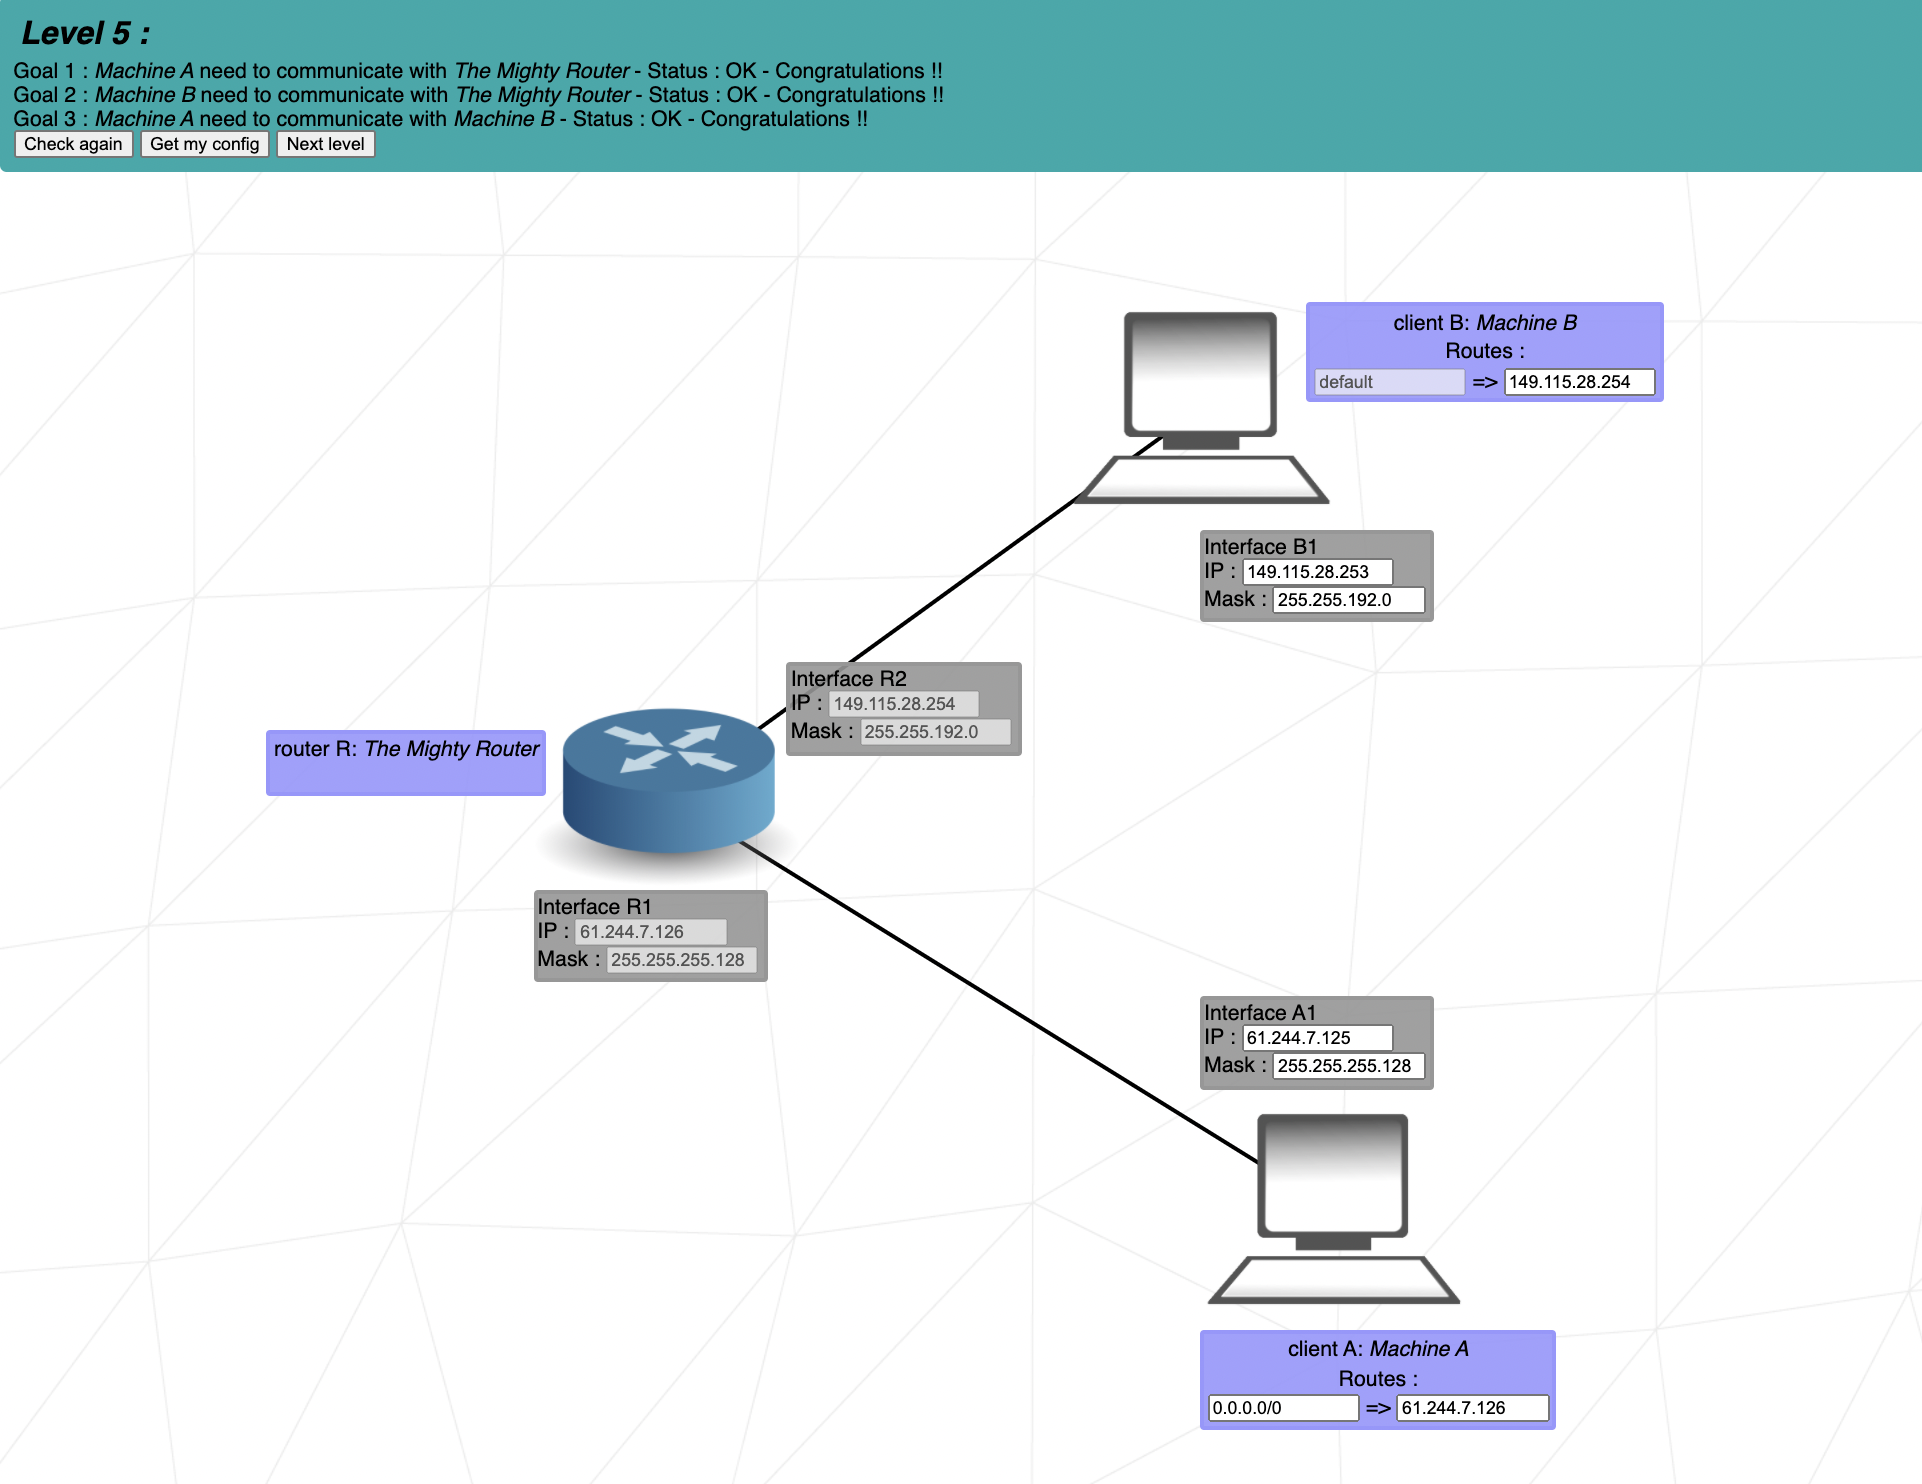 Level 5 :
Goal 1 : Machine A need to communicate with The Mighty Router - Status : OK - Congratulations !!
Goal 2 : Machine B need to communicate with The Mighty Router - Status : OK - Congratulations !!
Goal 3 : Machine A need to communicate with Machine B - Status : OK - Congratulations !!
Check again Get my config Next level
client B: Machine B
Routes :
default => 149.115.28.254
Interface B1
IP : 149.115.28.253
Mask : 255.255.192.0
Interface R2
IP : 149.115.28.254
Mask : 255.255.192.0
router R: The Mighty Router
Interface R1
IP : 61.244.7.126
Mask : 255.255.255.128
Interface A1
IP : 61.244.7.125
Mask : 255.255.255.128
client A: Machine A
Routes :
0.0.0.0/0 => 61.244.7.126